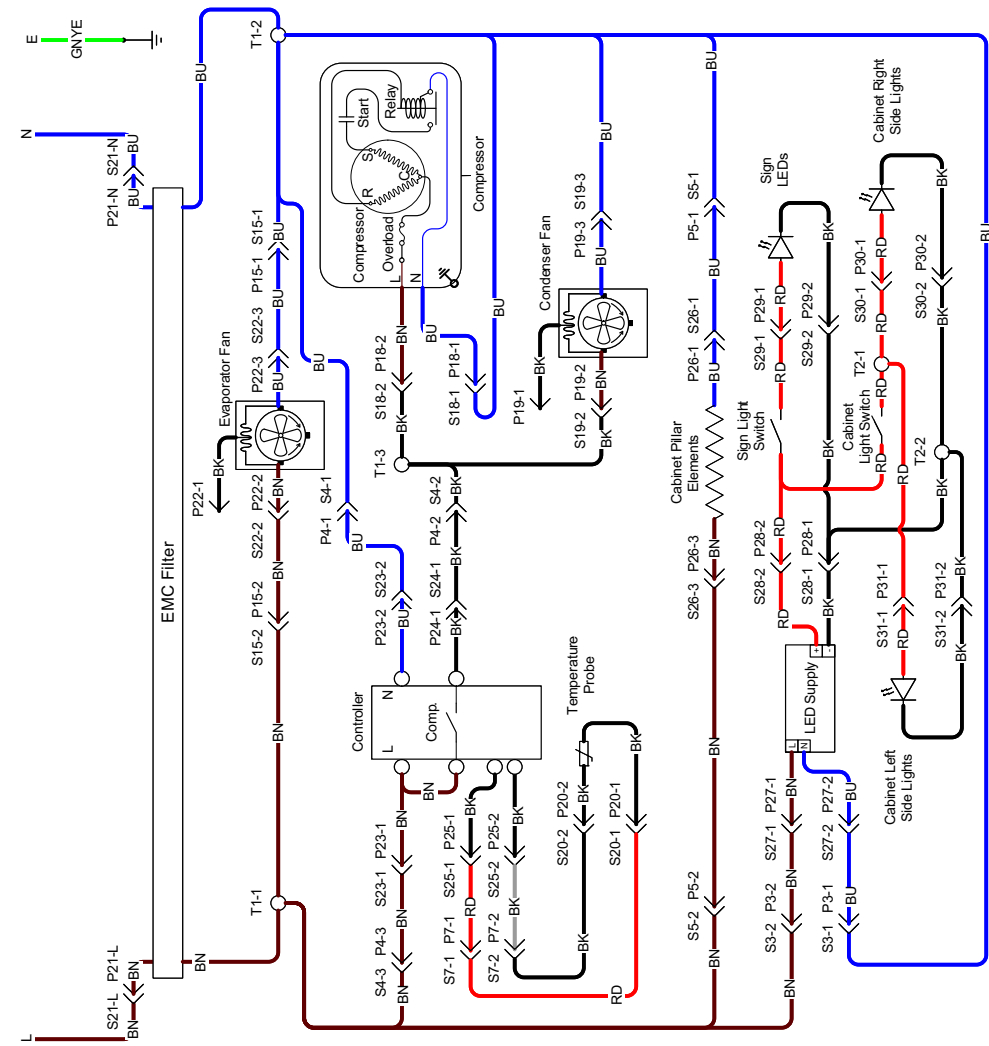 L
N
E
GNYE
S21-L
P21-L
P21-N
S21-N
BN
BN
BU
BU
EMC Filter
BN
BU
P22-1
BK
Evaporator Fan
T1-1
S15-2
P15-2
S22-2
P22-2
P22-3
S22-3
P15-1
S15-1
T1-2
BN
BN
BN
BU
BU
BU
BU
P4-1
S4-1
BU
Controller
L
N
Comp.
S4-3
P4-3
S23-1
P23-1
P23-2
S23-2
BN
BN
BN
BU
BN
P24-1
S24-1
P4-2
S4-2
BK
BK
BK
T1-3
S18-2
P18-2
BK
BN
Compressor
Overload
L
N
R
S
C
Start
Relay
Compressor
BU
S18-1
P18-1
BU
S7-1
P7-1
S25-1
P25-1
RD
BK
S7-2
P7-2
S25-2
P25-2
BK
BK
Temperature
Probe
S20-2
P20-2
BK
BK
S20-1
P20-1
RD
BK
P19-1
BK
Condenser Fan
S19-2
P19-2
P19-3
S19-3
BK
BN
BU
BU
Cabinet Pillar
Elements
S5-2
P5-2
S26-3
P26-3
P26-1
S26-1
P5-1
S5-1
BN
BN
BN
BU
BU
BU
Sign Light
Switch
Sign
LEDs
S28-2
P28-2
S29-1
P29-1
RD
RD
RD
RD
S3-2
P3-2
S27-1
P27-1
BN
BN
BN
L
N
LED Supply
+
-
S28-1
P28-1
S29-2
P29-2
BK
BK
BK
S3-1
P3-1
S27-2
P27-2
BU
BU
Cabinet
Light Switch
T2-1
S30-1
P30-1
RD
RD
RD
RD
Cabinet Right
Side Lights
Cabinet Left
Side Lights
S31-1
P31-1
RD
RD
T2-2
S30-2
P30-2
BK
BK
BK
S31-2
P31-2
BK
BK
BU